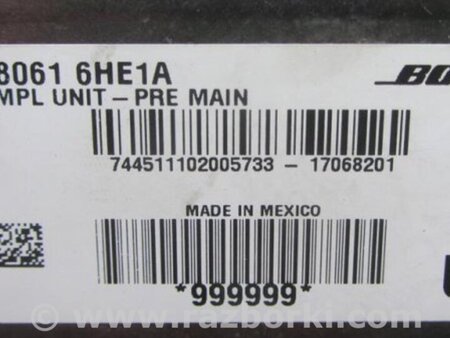 8061 6HE1A
MPL UNIT – PRE MAIN
744511102005733 – 17068201
MADE IN MEXICO
*999999*
© www.razborki.com